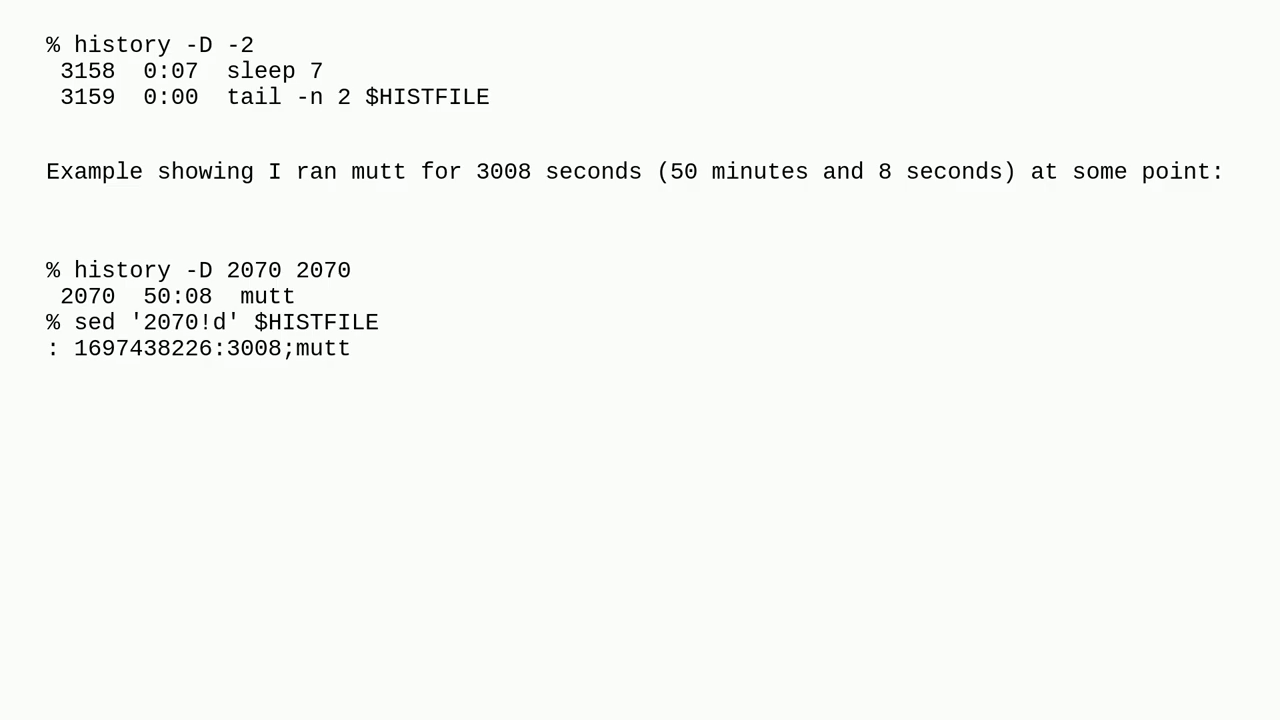 % history -D -2
 3158  0:07  sleep 7
 3159  0:00  tail -n 2 $HISTFILE
Example showing I ran mutt for 3008 seconds (50 minutes and 8 seconds) at some point:
% history -D 2070 2070
 2070  50:08  mutt
% sed '2070!d' $HISTFILE
: 1697438226:3008;mutt